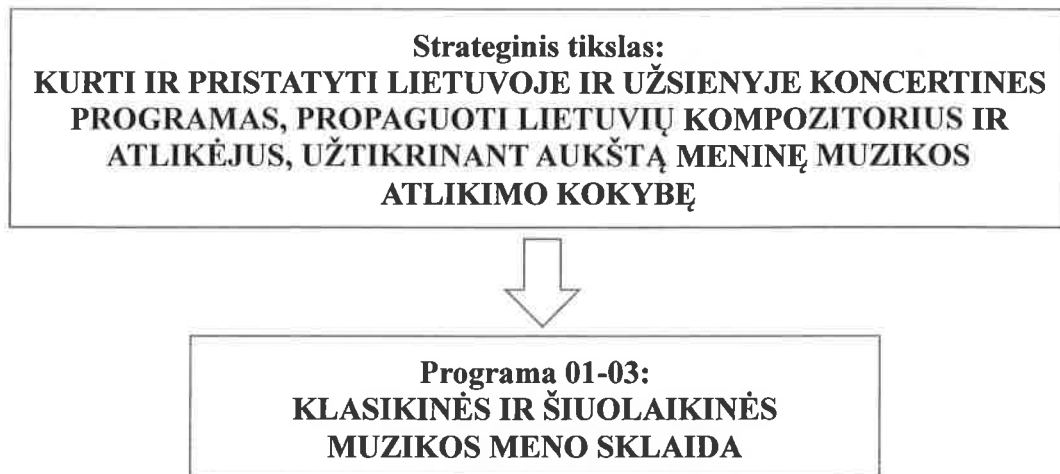 Strateginis tikslas:
KURTI IR PRISTATYTI LIETUVOJE IR UŽSIENYJE KONCERTINES
PROGRAMAS, PROPAGUOTI LIETUVIŲ KOMPOZITORIUS IR
ATLIKĖJUS, UŽTIKRINANT AUKŠTĄ MENINĘ MUZIKOS
ATLIKIMO KOKYBĘ
Programa 01-03:
KLASIKINĖS IR ŠIUOLAIKINĖS
MUZIKOS MENO SKLAIDA